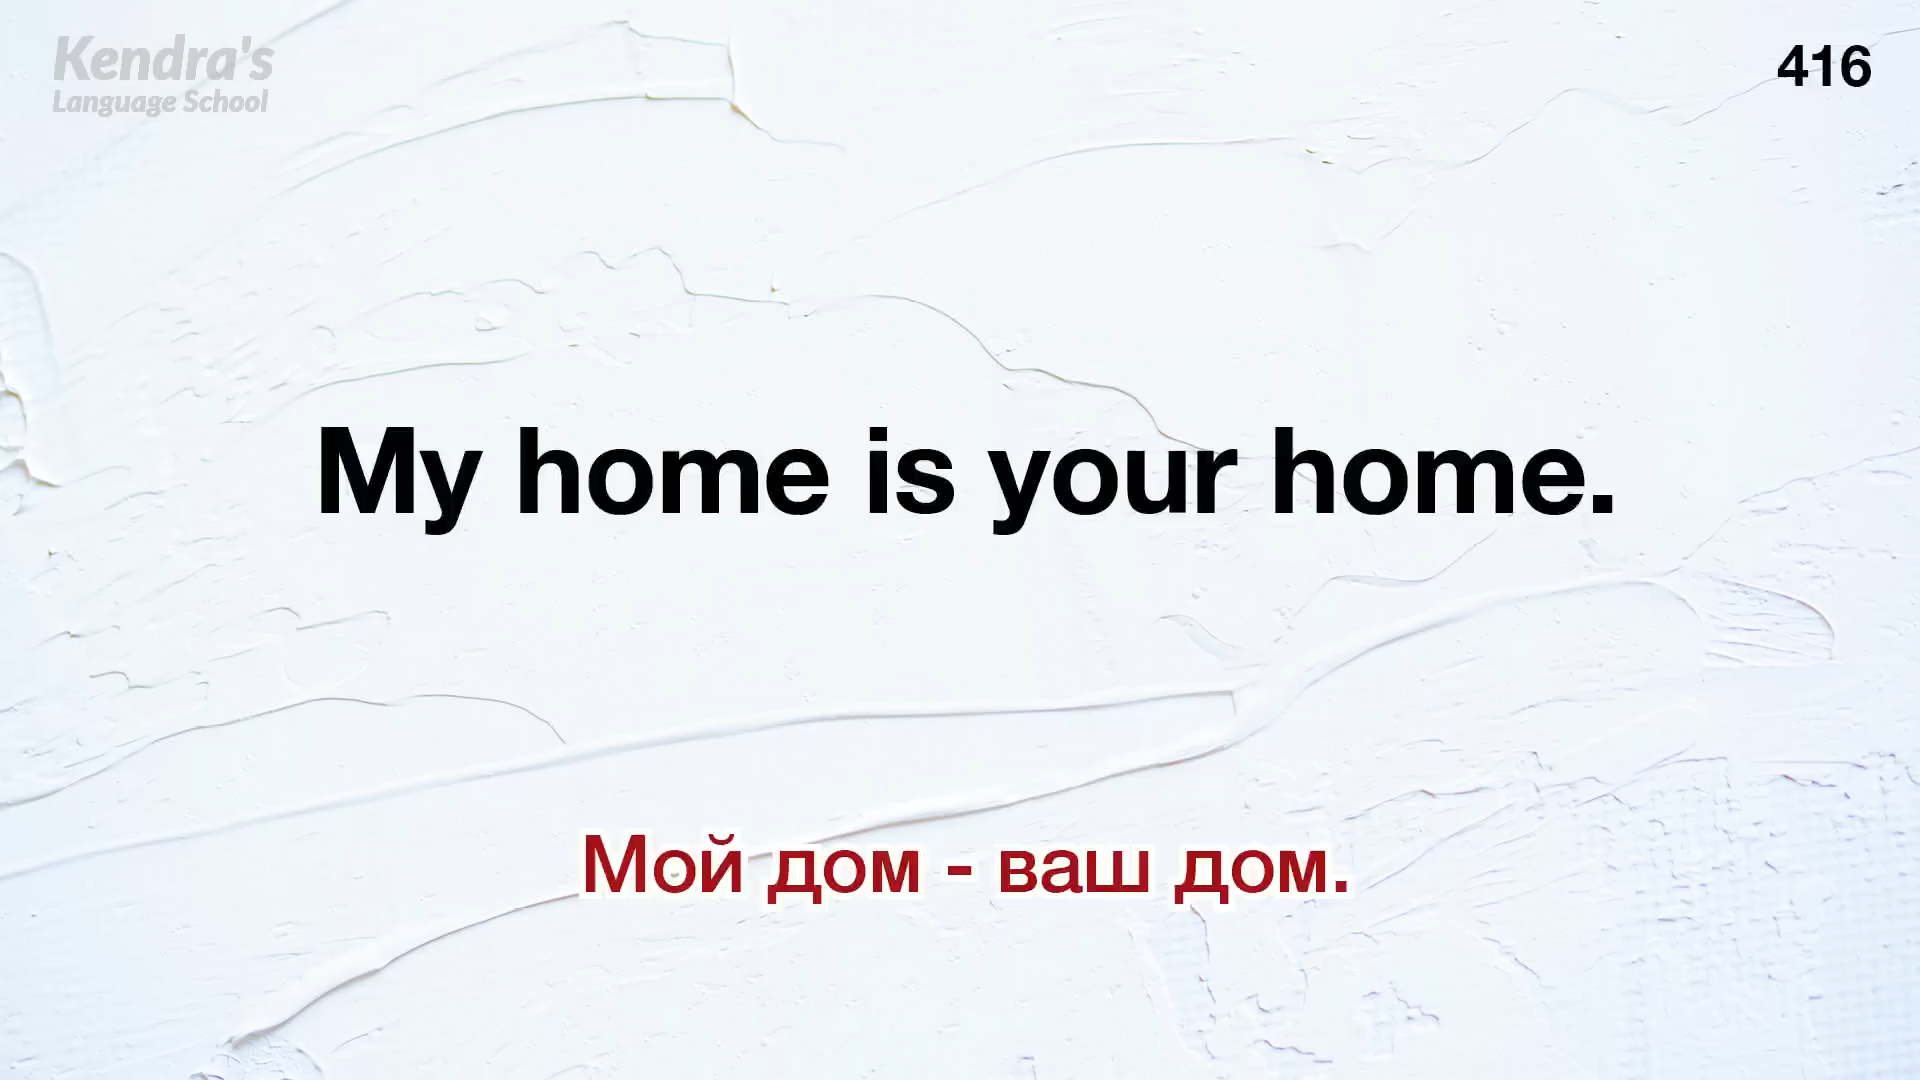 Kendra's
Language School
416
My home is your home.
Мой дом - ваш дом.